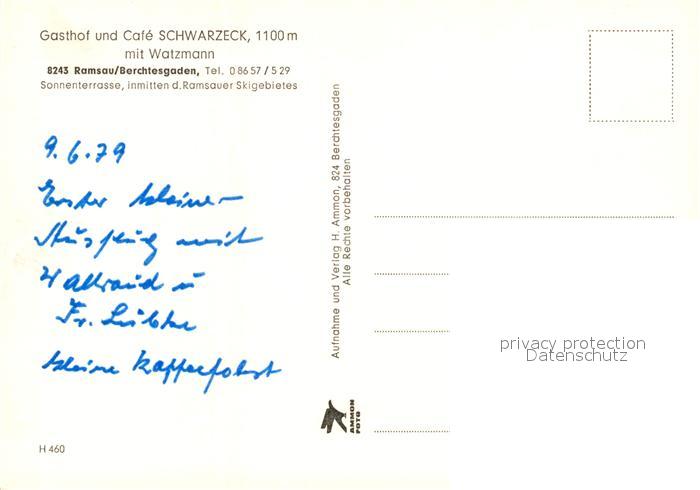 Gasthof und Café SCHWARZECK, 1100 m
mit Watzmann
8243 Ramsau/Berchtesgaden, Tel. 0 86 57 / 5 29
Sonnenterrasse, inmitten d. Ramsauer Skigebietes
9.6.79
Erster kleiner
Ausflug mit
Waltraud u
Fr. Lübke
kleine
H 460
Aufnahme und Verlag H. Ammon, 824 Berchtesgaden
Alle Rechte vorbehalten
AMMON
FOTO
privacy protection
Datenschutz